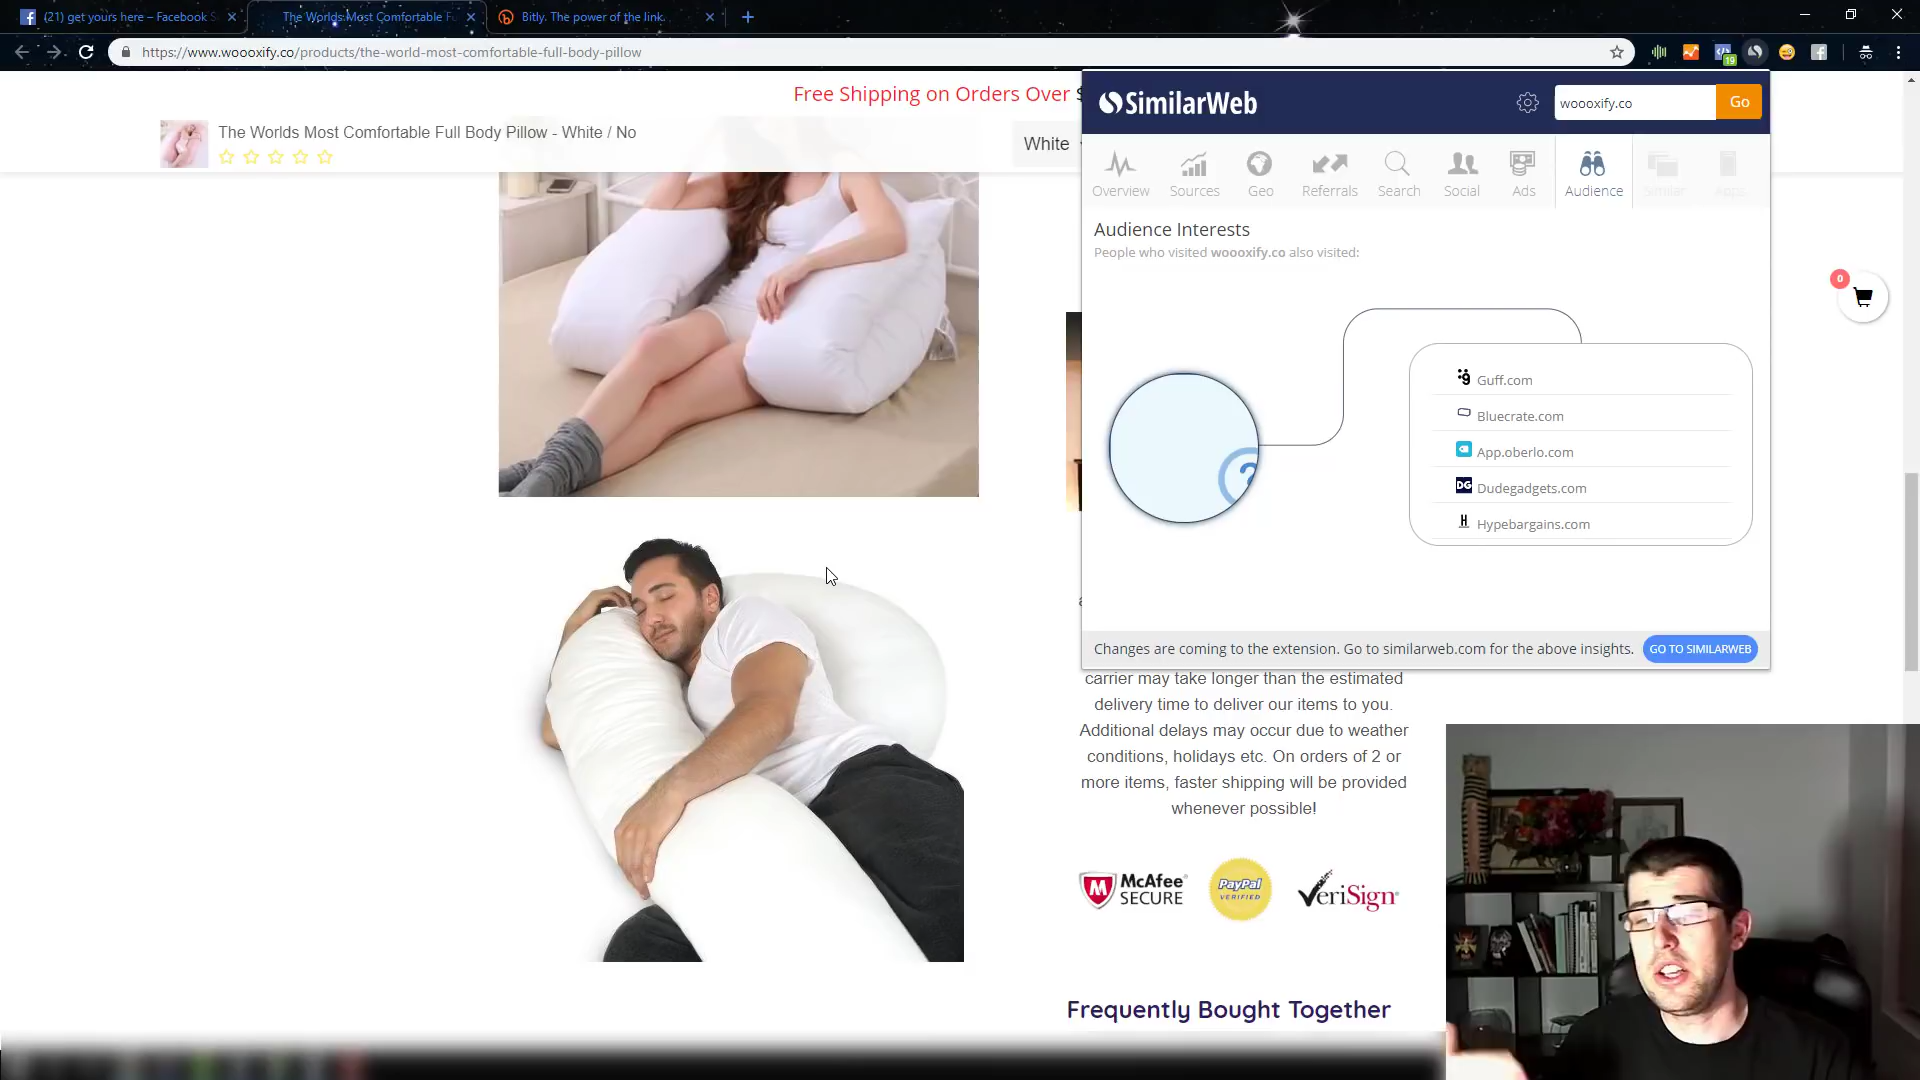 (21) get yours here – Facebook S
The Worlds Most Comfortable Fu
Bitly. The power of the link.
https://www.woooxify.co/products/the-world-most-comfortable-full-body-pillow
19
Free Shipping on Orders Over $
The Worlds Most Comfortable Full Body Pillow - White / No
White
SimilarWeb
woooxify.co
Go
Overview
Sources
Geo
Referrals
Search
Social
Ads
Audience
Similar
Apps
Audience Interests
People who visited woooxify.co also visited:
0
Guff.com
Bluecrate.com
App.oberlo.com
DG Dudegadgets.com
H Hypebargains.com
?
Changes are coming to the extension. Go to similarweb.com for the above insights.
GO TO SIMILARWEB
carrier may take longer than the estimated
delivery time to deliver our items to you.
Additional delays may occur due to weather
conditions, holidays etc. On orders of 2 or
more items, faster shipping will be provided
whenever possible!
McAfee
SECURE
PayPal
VERIFIED
VeriSign
Frequently Bought Together